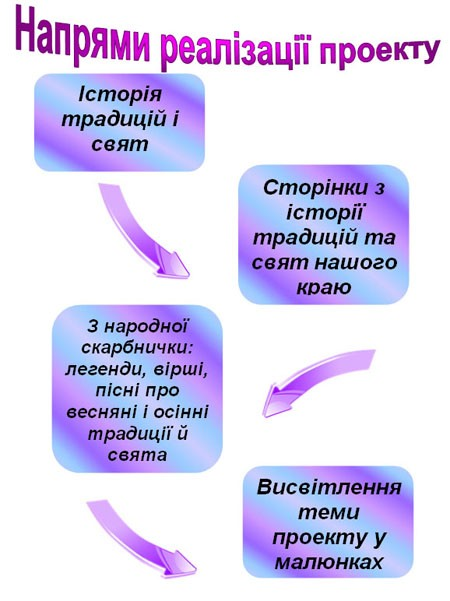 Напрями реалізації проекту
Історія
традицій і
свят
Сторінки з
історії
традицій та
свят нашого
краю
З народної
скарбнички:
легенди, вірші,
пісні про
весняні і осінні
традиції й
свята
Висвітлення
теми
проекту у
малюнках